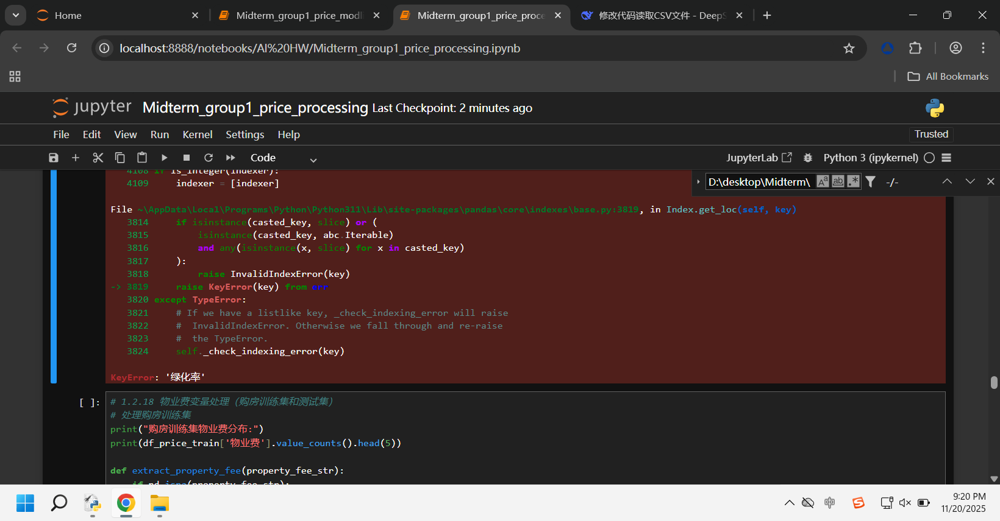 Home
Midterm_group1_price_modl
Midterm_group1_price_proce
修改代码读取CSV文件 - DeepS
localhost:8888/notebooks/AI%20HW/Midterm_group1_price_processing.ipynb
All Bookmarks
jupyter Midterm_group1_price_processing Last Checkpoint: 2 minutes ago
File Edit View Run Kernel Settings Help
Trusted
Code
JupyterLab
Python 3 (ipykernel)
D:\desktop\Midterm\
Aa ab .* -/-
4108 if is_integer(indexer):
4109     indexer = [indexer]
File ~\AppData\Local\Programs\Python\Python311\Lib\site-packages\pandas\core\indexes\base.py:3819, in Index.get_loc(self, key)
3814     if isinstance(casted_key, slice) or (
3815         isinstance(casted_key, abc.Iterable)
3816         and any(isinstance(x, slice) for x in casted_key)
3817     ):
3818         raise InvalidIndexError(key)
-> 3819     raise KeyError(key) from err
3820 except TypeError:
3821     # If we have a listlike key, _check_indexing_error will raise
3822     #  InvalidIndexError. Otherwise we fall through and re-raise
3823     #  the TypeError.
3824     self._check_indexing_error(key)
KeyError: '绿化率'
[ ]:
# 1.2.18 物业费变量处理（购房训练集和测试集）
# 处理购房训练集
print("购房训练集物业费分布:")
print(df_price_train['物业费'].value_counts().head(5))
def extract_property_fee(property_fee_str):
    if pd.isna(property_fee_str):
中
9:20 PM
11/20/2025